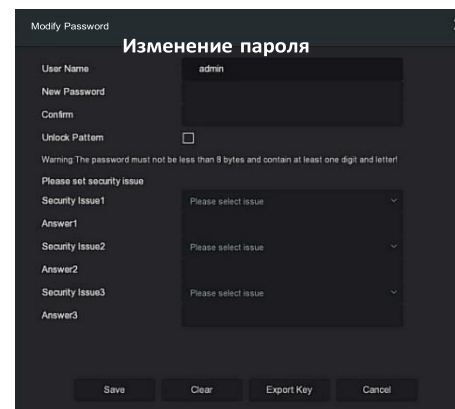 Modify Password
Изменение пароля
User Name admin
New Password
Confirm
Unlock Pattern
Warning:The password must not be less than 8 bytes and contain at least one digit and letter!
Please set security issue
Security Issue1 Please select issue
Answer1
Security Issue2 Please select issue
Answer2
Security Issue3 Please select issue
Answer3
Save Clear Export Key Cancel